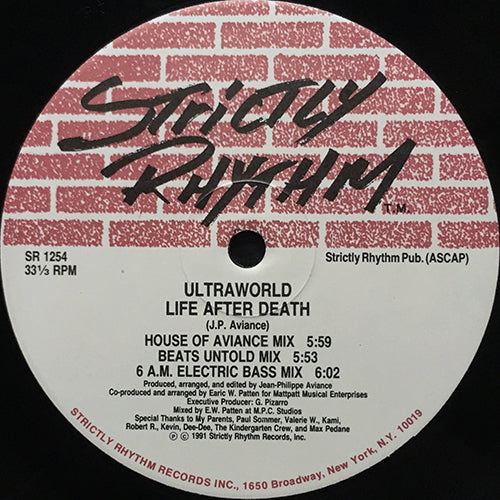 STRICTLY
RHYTHM
T.M.
SR 1254
33⅓ RPM
Strictly Rhythm Pub. (ASCAP)
ULTRAWORLD
LIFE AFTER DEATH
(J.P. Aviance)
HOUSE OF AVIANCE MIX 5:59
BEATS UNTOLD MIX 5:53
6 A.M. ELECTRIC BASS MIX 6:02
Produced, arranged, and edited by Jean-Philippe Aviance
Co-produced and arranged by Earic W. Patten for Mattpatt Musical Enterprises
Executive Producer: G. Pizarro
Mixed by E.W. Patten at M.P.C. Studios
Special Thanks to My Parents, Paul Sommer, Valerie W., Kami,
Robert R., Kevin, Dee-Dee, The Kindergarten Crew, and Max Pedane
℗ © 1991 Strictly Rhythm Records, Inc.
STRICTLY RHYTHM RECORDS INC., 1650 Broadway, New York, N.Y. 10019